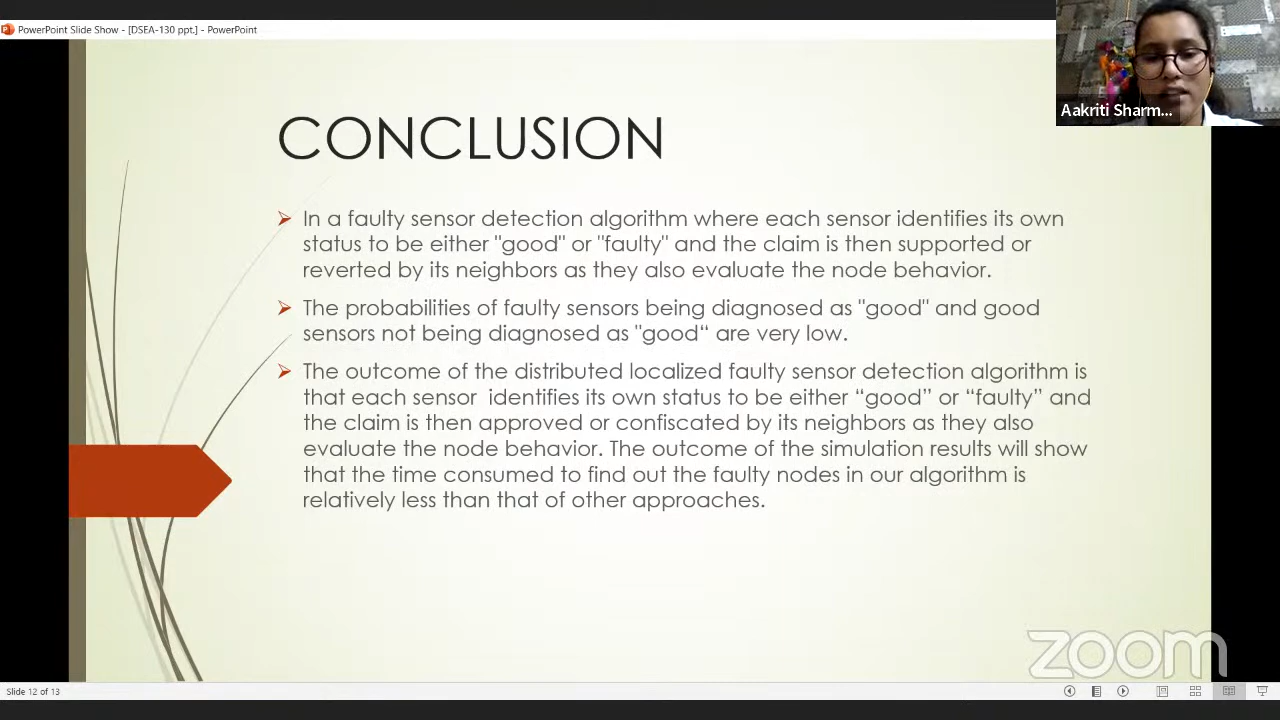 PowerPoint Slide Show - [DSEA-130 ppt.] - PowerPoint
Aakriti Sharm...
CONCLUSION
In a faulty sensor detection algorithm where each sensor identifies its own
status to be either "good" or "faulty" and the claim is then supported or
reverted by its neighbors as they also evaluate the node behavior.
The probabilities of faulty sensors being diagnosed as "good" and good
sensors not being diagnosed as "good“ are very low.
The outcome of the distributed localized faulty sensor detection algorithm is
that each sensor  identifies its own status to be either “good” or “faulty” and
the claim is then approved or confiscated by its neighbors as they also
evaluate the node behavior. The outcome of the simulation results will show
that the time consumed to find out the faulty nodes in our algorithm is
relatively less than that of other approaches.
zoom
Slide 12 of 13